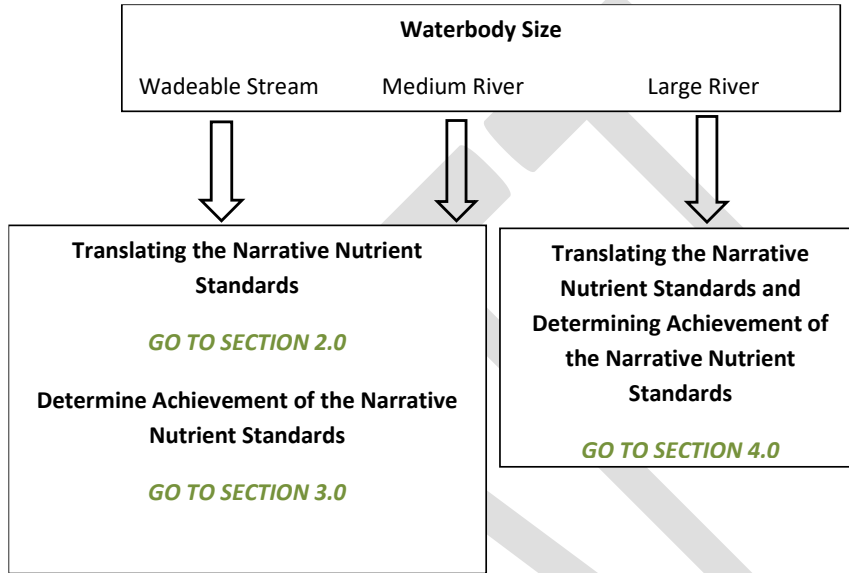 Waterbody Size
Wadeable Stream Medium River Large River
Translating the Narrative Nutrient
Standards
GO TO SECTION 2.0
Determine Achievement of the Narrative
Nutrient Standards
GO TO SECTION 3.0
Translating the Narrative
Nutrient Standards and
Determining Achievement of
the Narrative Nutrient
Standards
GO TO SECTION 4.0